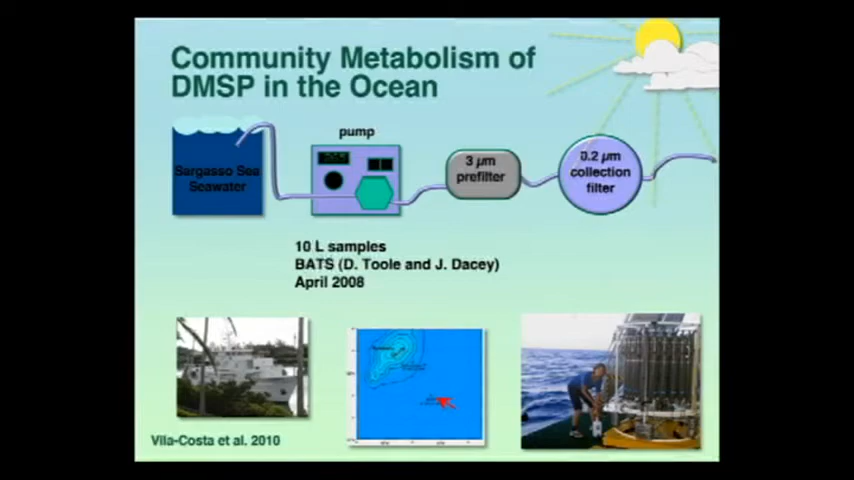 Community Metabolism of
DMSP in the Ocean
pump
Sargasso Sea
Seawater
3 µm
prefilter
0.2 µm
collection
filter
10 L samples
BATS (D. Toole and J. Dacey)
April 2008
Vila-Costa et al. 2010